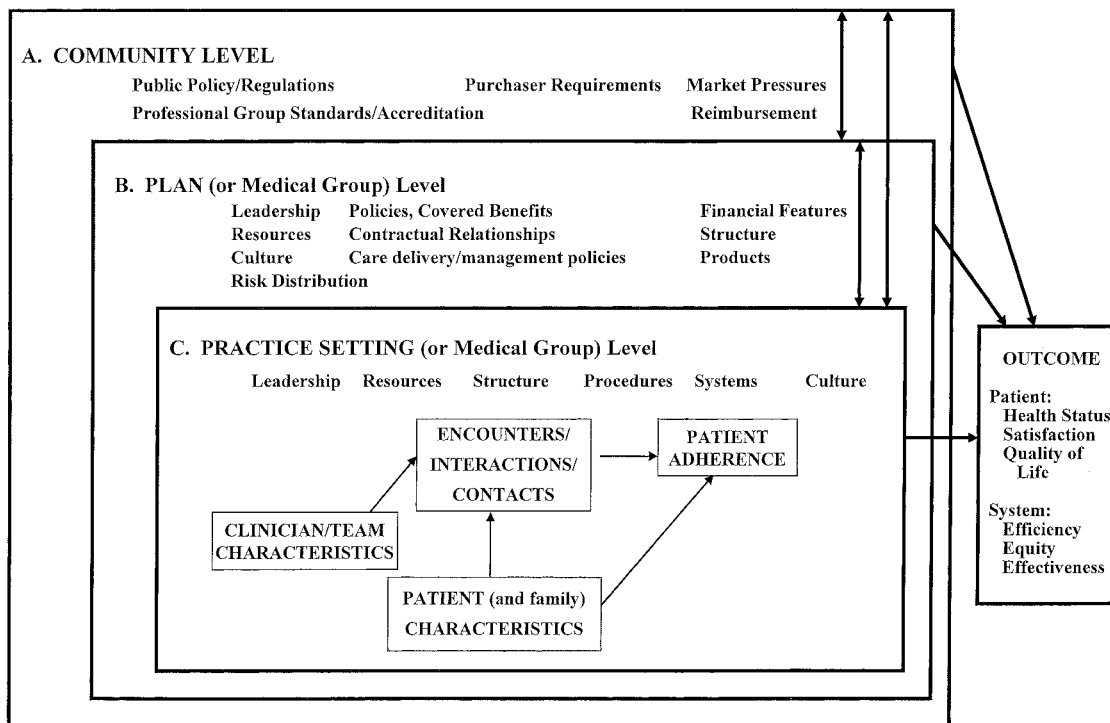 A. COMMUNITY LEVEL
Public Policy/Regulations Purchaser Requirements Market Pressures
Professional Group Standards/Accreditation Reimbursement
B. PLAN (or Medical Group) Level
Leadership Policies, Covered Benefits Financial Features
Resources Contractual Relationships Structure
Culture Care delivery/management policies Products
Risk Distribution
C. PRACTICE SETTING (or Medical Group) Level
Leadership Resources Structure Procedures Systems Culture
ENCOUNTERS/
INTERACTIONS/
CONTACTS
PATIENT
ADHERENCE
CLINICIAN/TEAM
CHARACTERISTICS
PATIENT (and family)
CHARACTERISTICS
OUTCOME
Patient:
Health Status
Satisfaction
Quality of
Life
System:
Efficiency
Equity
Effectiveness